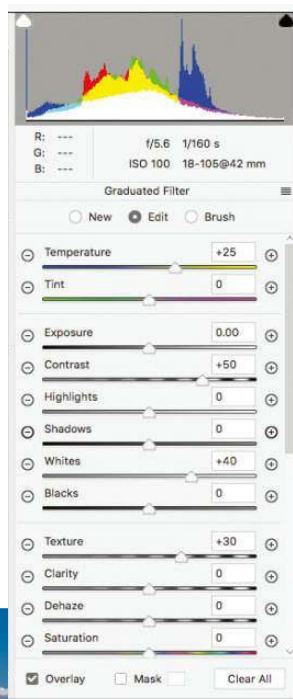 R: ---
G: ---
B: ---
f/5.6 1/160 s
ISO 100 18-105@42 mm
Graduated Filter
New Edit Brush
Temperature +25
Tint 0
Exposure 0.00
Contrast +50
Highlights 0
Shadows 0
Whites +40
Blacks 0
Texture +30
Clarity 0
Dehaze 0
Saturation 0
Overlay Mask Clear All